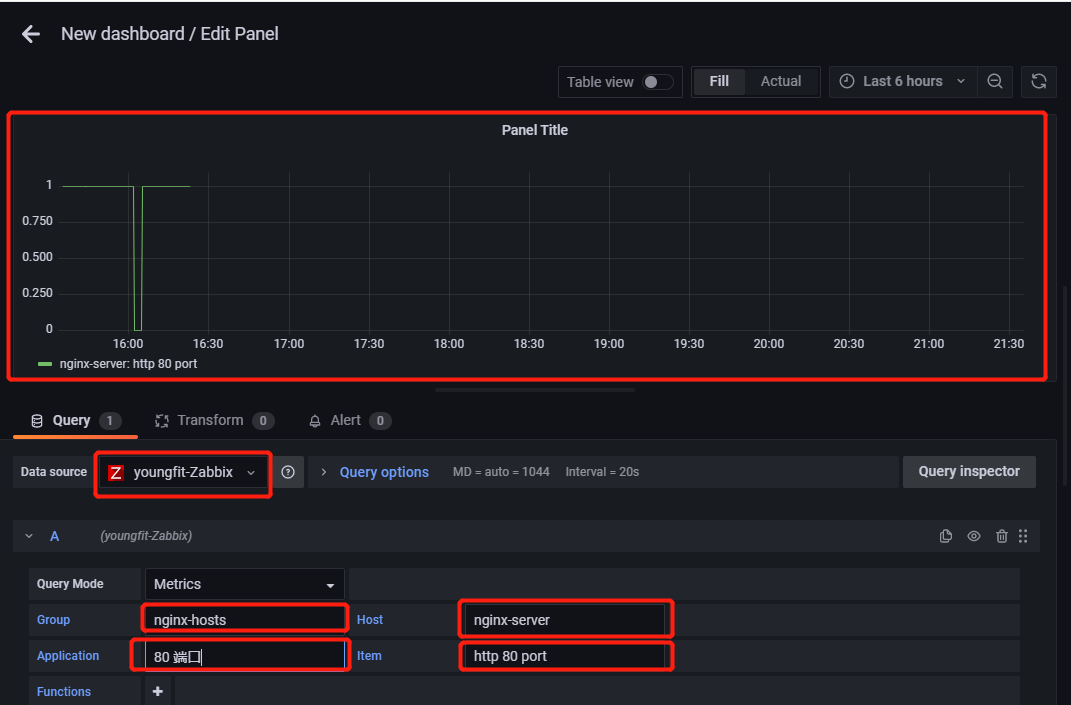 New dashboard / Edit Panel
Table view Fill Actual Last 6 hours
Panel Title
1
0.750
0.500
0.250
0
16:00 16:30 17:00 17:30 18:00 18:30 19:00 19:30 20:00 20:30 21:00 21:30
nginx-server: http 80 port
Query 1 Transform 0 Alert 0
Data source Z youngfit-Zabbix ? > Query options MD = auto = 1044 Interval = 20s Query inspector
A (youngfit-Zabbix)
Query Mode Metrics
Group nginx-hosts Host nginx-server
Application 80 端口 Item http 80 port
Functions +